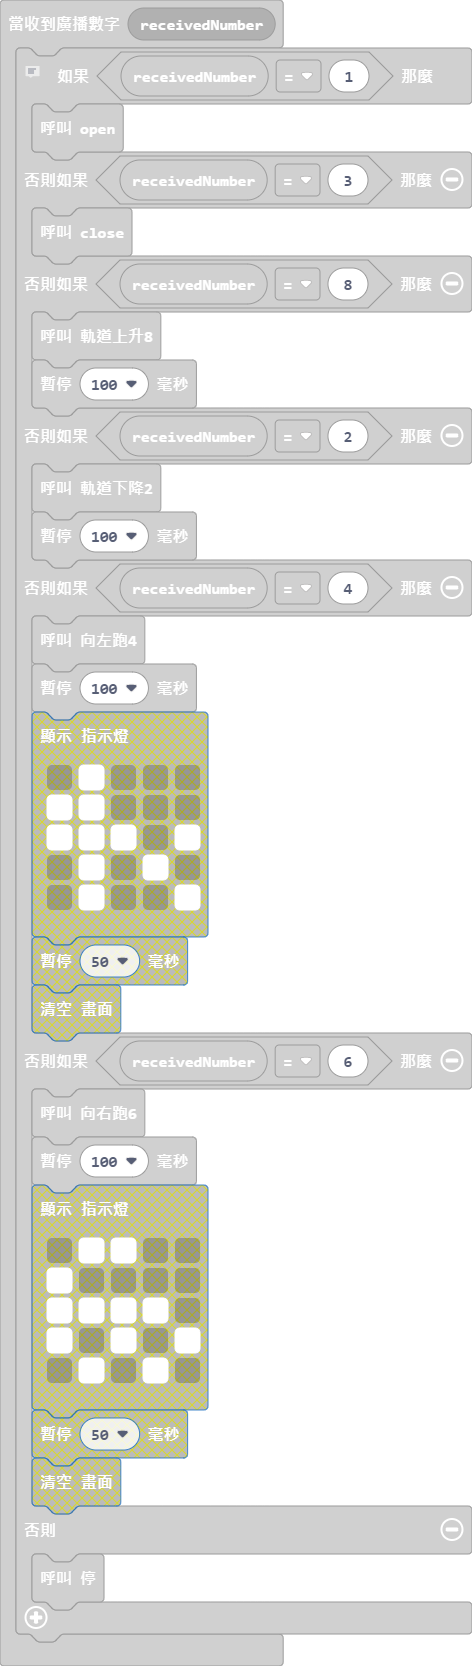 當收到廣播數字 receivedNumber
如果 receivedNumber = 1 那麼
呼叫 open
否則如果 receivedNumber = 3 那麼
呼叫 close
否則如果 receivedNumber = 8 那麼
呼叫 軌道上升8
暫停 100 毫秒
否則如果 receivedNumber = 2 那麼
呼叫 軌道下降2
暫停 100 毫秒
否則如果 receivedNumber = 4 那麼
呼叫 向左跑4
暫停 100 毫秒
顯示 指示燈
暫停 50 毫秒
清空 畫面
否則如果 receivedNumber = 6 那麼
呼叫 向右跑6
暫停 100 毫秒
顯示 指示燈
暫停 50 毫秒
清空 畫面
否則
呼叫 停